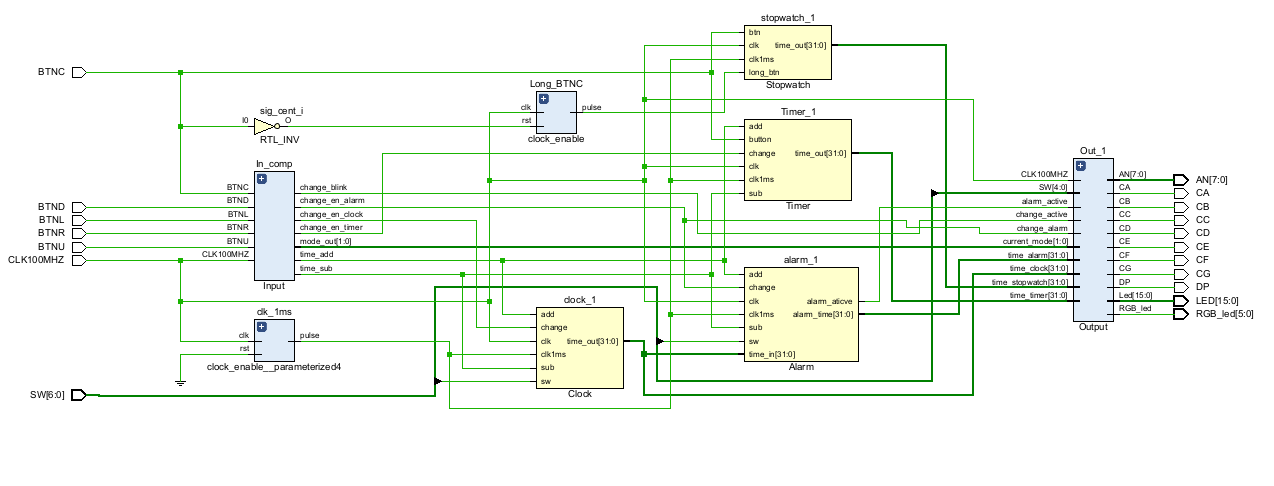 BTNC
BTND
BTNL
BTNR
BTNU
CLK100MHZ
SW[6:0]
sig_cent_i
I0
O
RTL_INV
In_comp
BTNC
BTND
BTNL
BTNR
BTNU
CLK100MHZ
change_blink
change_en_alarm
change_en_clock
change_en_timer
mode_out[1:0]
time_add
time_sub
Input
clk_1ms
clk
rst
pulse
clock_enable__parameterized4
Long_BTNC
clk
rst
pulse
clock_enable
clock_1
add
change
clk
clk1ms
sub
sw
time_out[31:0]
Clock
stopwatch_1
btn
clk
clk1ms
long_btn
time_out[31:0]
Stopwatch
Timer_1
add
button
change
clk
clk1ms
sub
time_out[31:0]
Timer
alarm_1
add
change
clk
clk1ms
sub
sw
time_in[31:0]
alarm_aticve
alarm_time[31:0]
Alarm
Out_1
CLK100MHZ
SW[4:0]
alarm_active
change_active
change_alarm
current_mode[1:0]
time_alarm[31:0]
time_clock[31:0]
time_stopwatch[31:0]
time_timer[31:0]
AN[7:0]
CA
CB
CC
CD
CE
CF
CG
DP
Led[15:0]
RGB_led
Output
AN[7:0]
CA
CB
CC
CD
CE
CF
CG
DP
LED[15:0]
RGB_led[5:0]